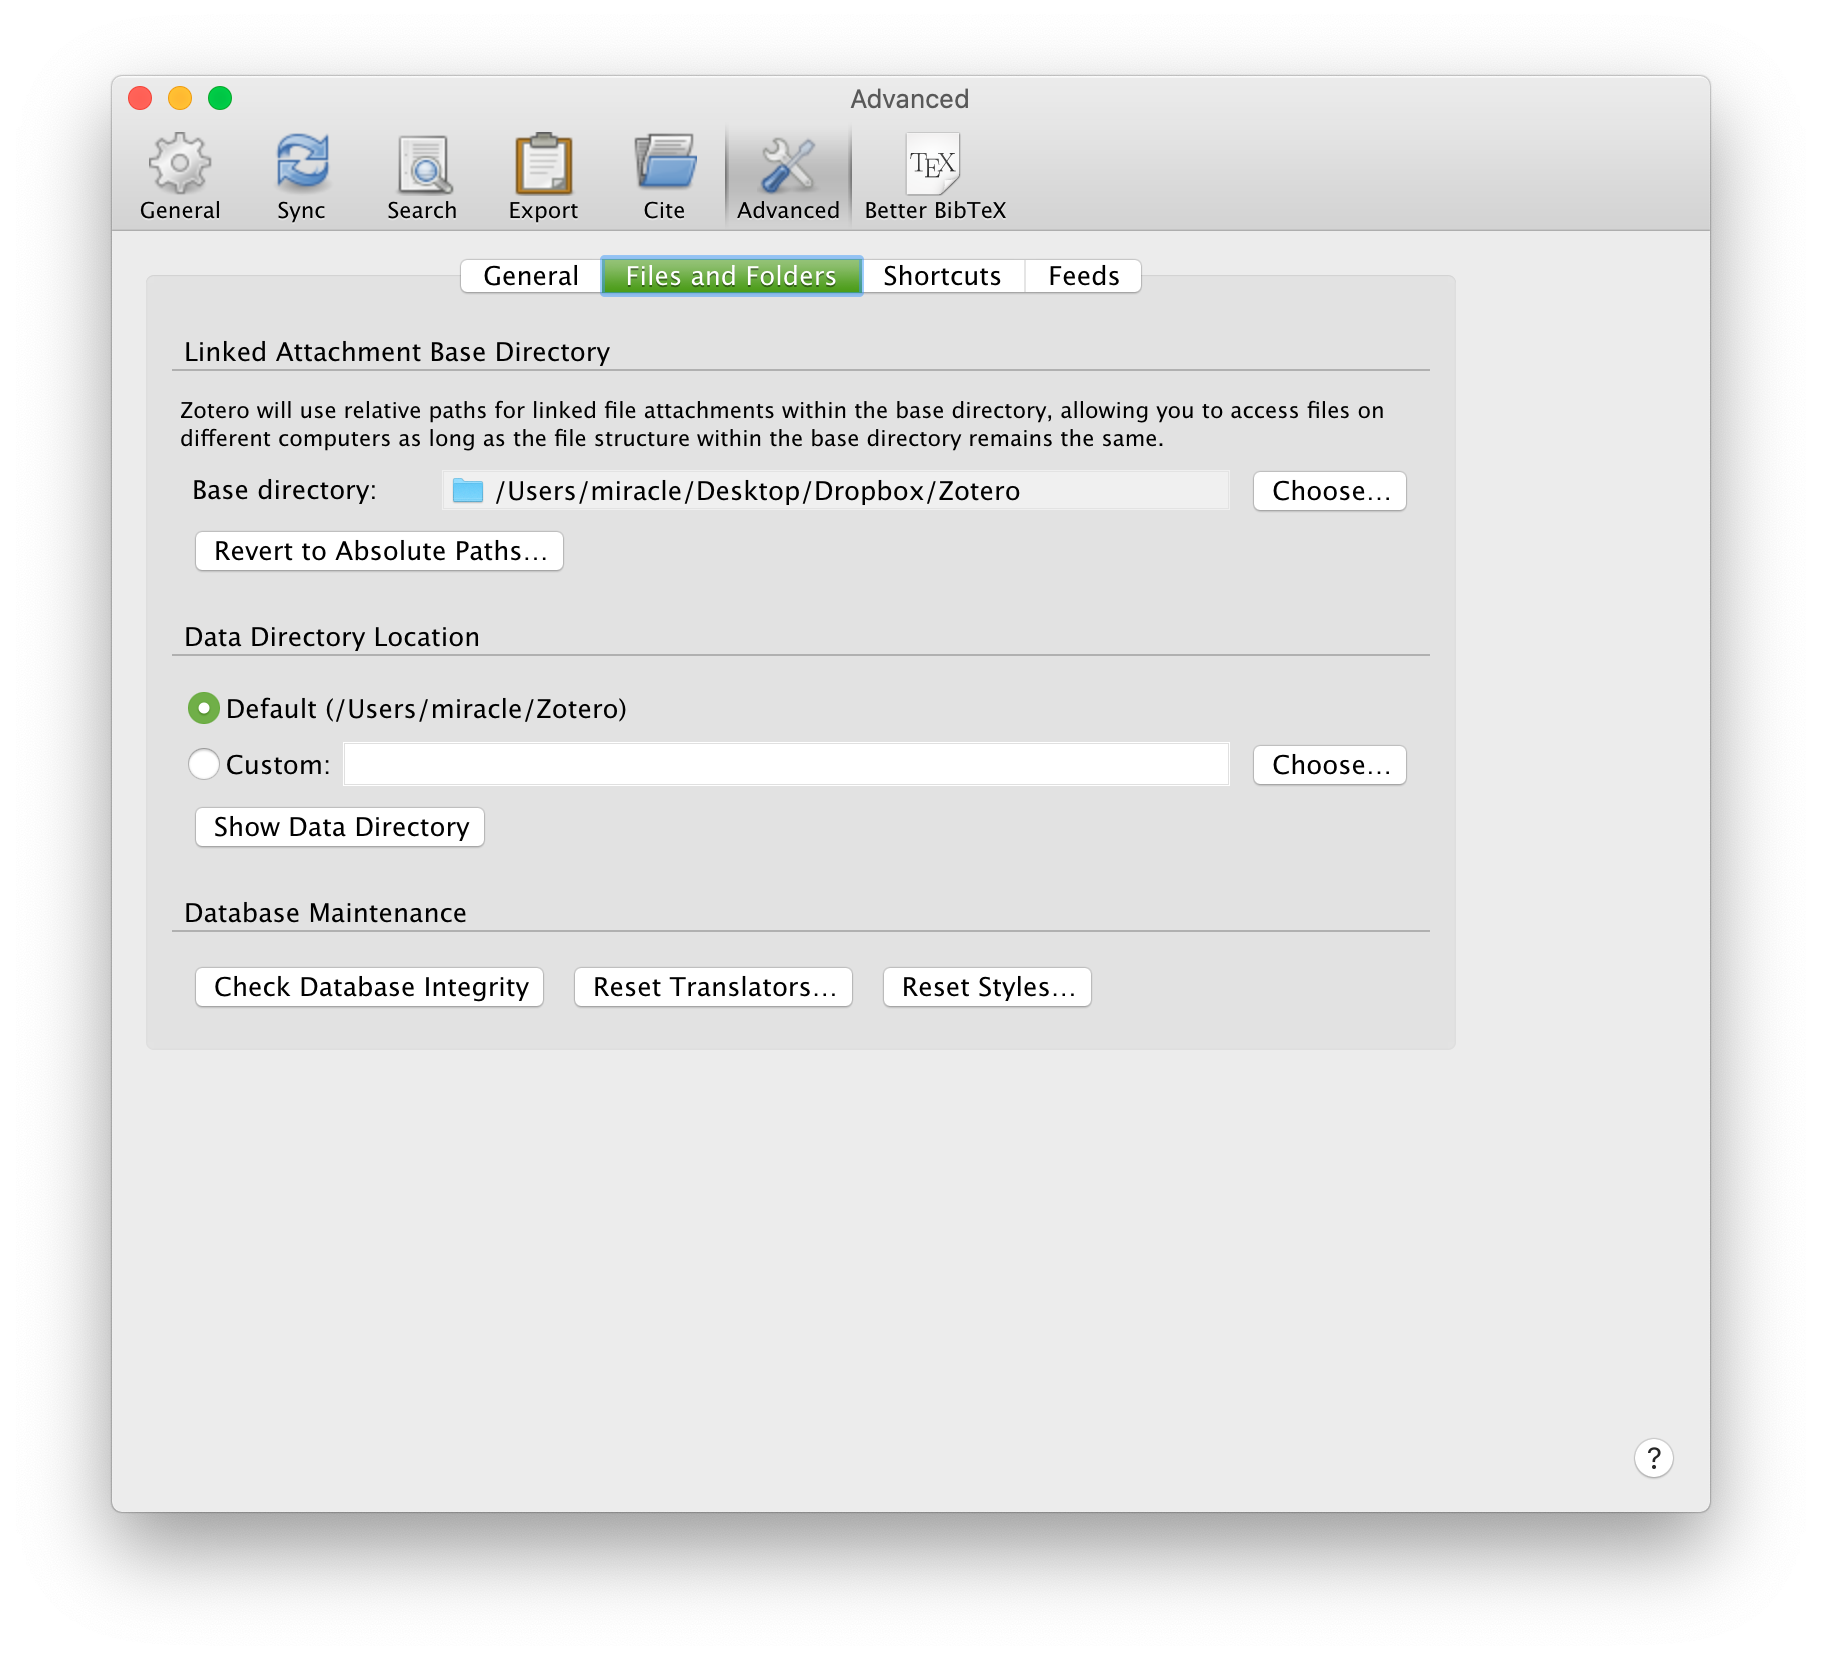 Advanced
General
Sync
Search
Export
Cite
Advanced
TEX
Better BibTeX
General
Files and Folders
Shortcuts
Feeds
Linked Attachment Base Directory
Zotero will use relative paths for linked file attachments within the base directory, allowing you to access files on
different computers as long as the file structure within the base directory remains the same.
Base directory:
/Users/miracle/Desktop/Dropbox/Zotero
Choose...
Revert to Absolute Paths...
Data Directory Location
Default (/Users/miracle/Zotero)
Custom:
Choose...
Show Data Directory
Database Maintenance
Check Database Integrity
Reset Translators...
Reset Styles...
?